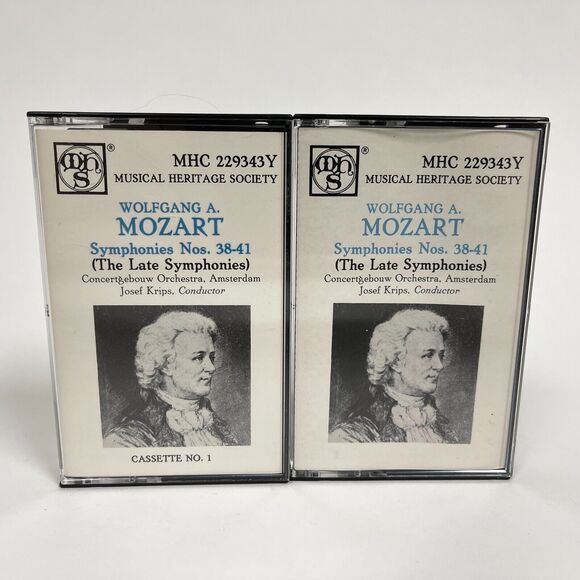 mhs®
MHC 229343Y
MUSICAL HERITAGE SOCIETY
WOLFGANG A.
MOZART
Symphonies Nos. 38-41
(The Late Symphonies)
Concertgebouw Orchestra, Amsterdam
Josef Krips, Conductor
CASSETTE NO. 1
mhs®
MHC 229343Y
MUSICAL HERITAGE SOCIETY
WOLFGANG A.
MOZART
Symphonies Nos. 38-41
(The Late Symphonies)
Concertgebouw Orchestra, Amsterdam
Josef Krips, Conductor